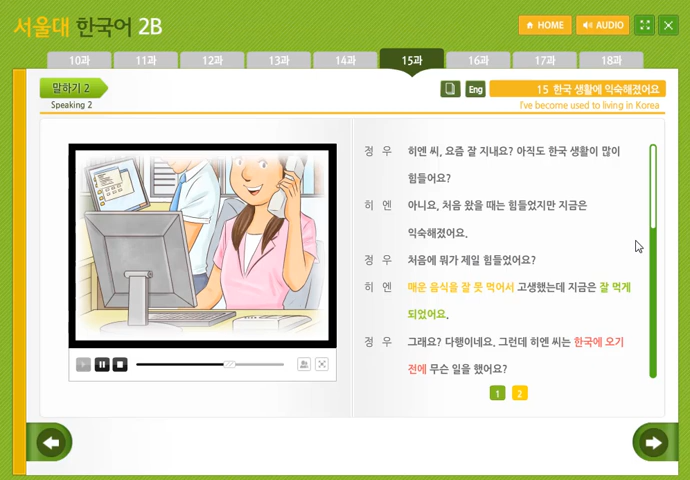 서울대 한국어 2B
HOME
AUDIO
10과 11과 12과 13과 14과 15과 16과 17과 18과
말하기 2
Speaking 2
Eng
15 한국 생활에 익숙해졌어요
I've become used to living in Korea
정 우 히엔 씨, 요즘 잘 지내요? 아직도 한국 생활이 많이
힘들어요?
히 엔 아니요, 처음 왔을 때는 힘들었지만 지금은
익숙해졌어요.
정 우 처음에 뭐가 제일 힘들었어요?
히 엔 매운 음식을 잘 못 먹어서 고생했는데 지금은 잘 먹게
되었어요.
정 우 그래요? 다행이네요. 그런데 히엔 씨는 한국에 오기
전에 무슨 일을 했어요?
1 2